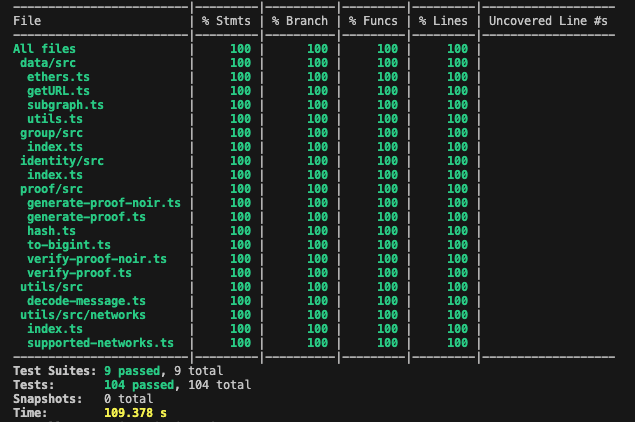 File | % Stmts | % Branch | % Funcs | % Lines | Uncovered Line #s
All files | 100 | 100 | 100 | 100 |
data/src | 100 | 100 | 100 | 100 |
ethers.ts | 100 | 100 | 100 | 100 |
getURL.ts | 100 | 100 | 100 | 100 |
subgraph.ts | 100 | 100 | 100 | 100 |
utils.ts | 100 | 100 | 100 | 100 |
group/src | 100 | 100 | 100 | 100 |
index.ts | 100 | 100 | 100 | 100 |
identity/src | 100 | 100 | 100 | 100 |
index.ts | 100 | 100 | 100 | 100 |
proof/src | 100 | 100 | 100 | 100 |
generate-proof-noir.ts | 100 | 100 | 100 | 100 |
generate-proof.ts | 100 | 100 | 100 | 100 |
hash.ts | 100 | 100 | 100 | 100 |
to-bigint.ts | 100 | 100 | 100 | 100 |
verify-proof-noir.ts | 100 | 100 | 100 | 100 |
verify-proof.ts | 100 | 100 | 100 | 100 |
utils/src | 100 | 100 | 100 | 100 |
decode-message.ts | 100 | 100 | 100 | 100 |
utils/src/networks | 100 | 100 | 100 | 100 |
index.ts | 100 | 100 | 100 | 100 |
supported-networks.ts | 100 | 100 | 100 | 100 |
Test Suites: 9 passed, 9 total
Tests: 104 passed, 104 total
Snapshots: 0 total
Time: 109.378 s